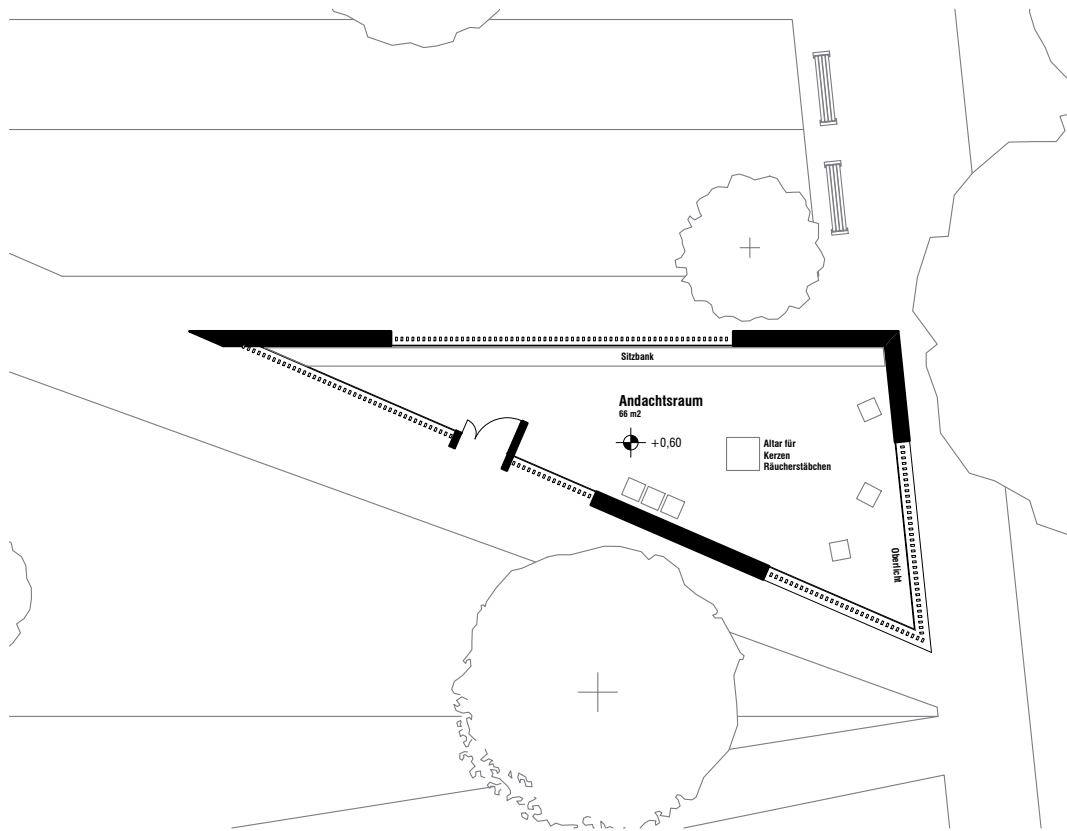 Sitzbank
Andachtsraum
66 m2
+0,60
Altar für
Kerzen
Räucherstäbchen
Oberlicht